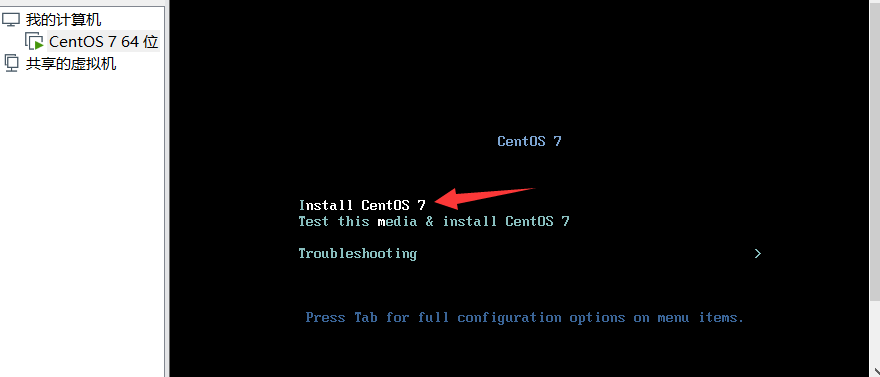 我的计算机
CentOS 7 64 位
共享的虚拟机
CentOS 7
Install CentOS 7
Test this media & install CentOS 7
Troubleshooting >
Press Tab for full configuration options on menu items.